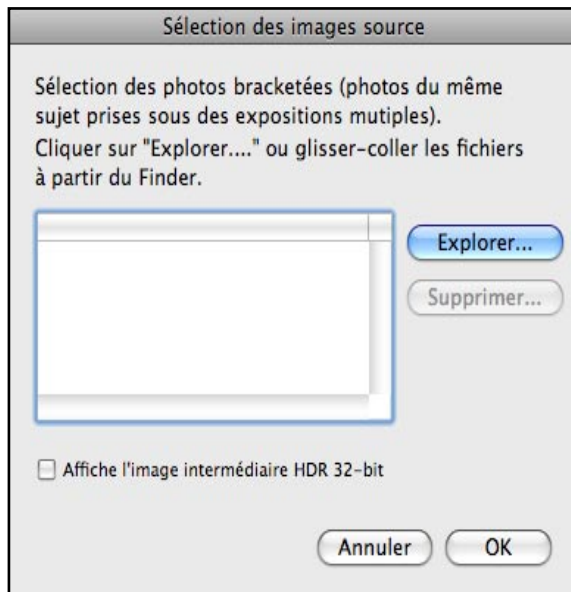 Sélection des images source
Sélection des photos bracketées (photos du même
sujet prises sous des expositions mutiples).
Cliquer sur "Explorer...." ou glisser-coller les fichiers
à partir du Finder.
Explorer...
Supprimer...
Affiche l'image intermédiaire HDR 32-bit
Annuler
OK